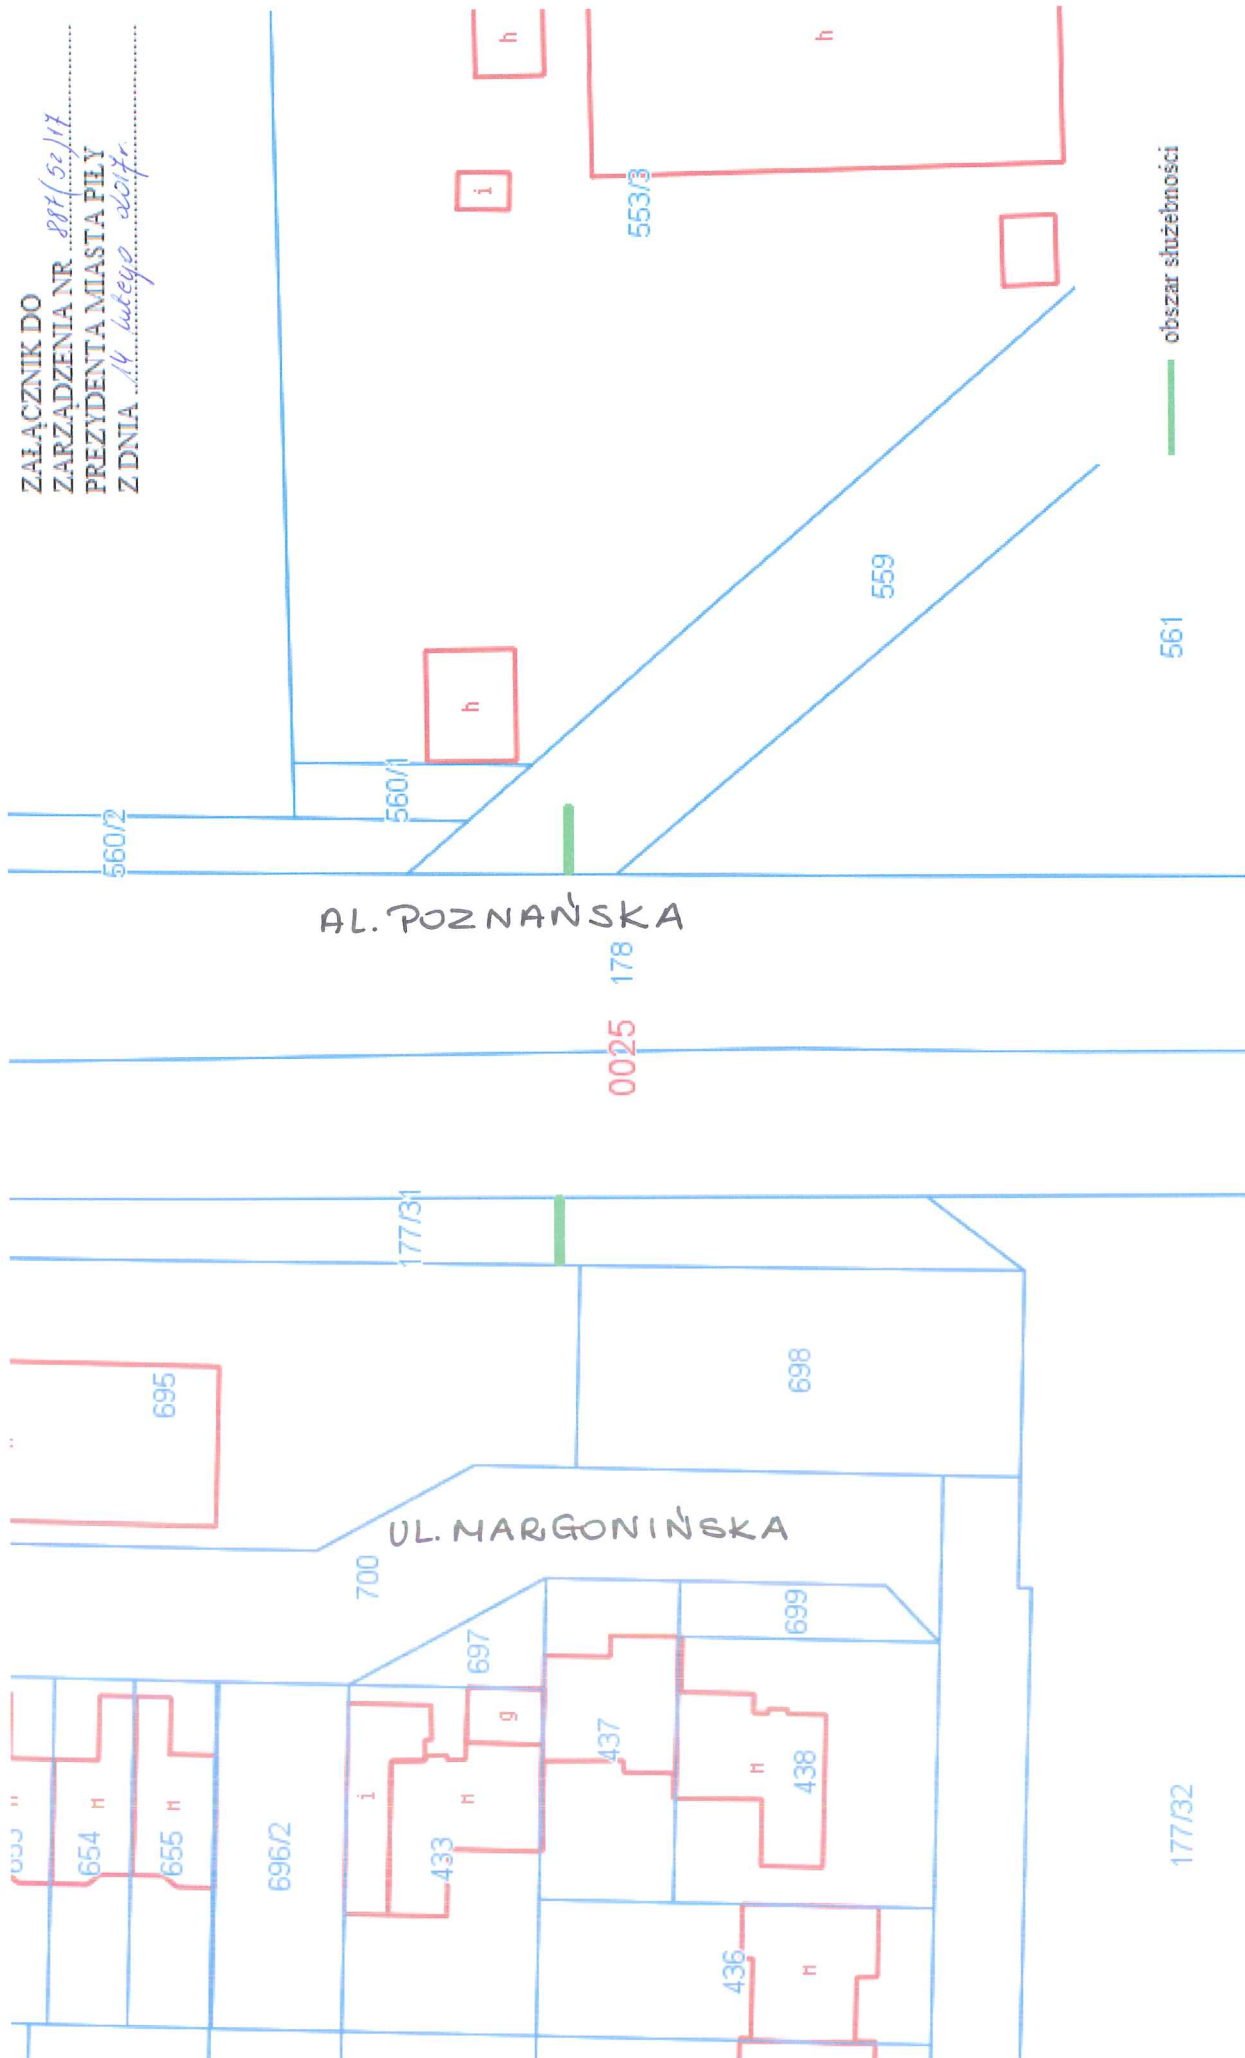 ZAŁĄCZNIK DO
ZARZĄDZENIA NR 887(52)17
PREZYDENTA MIASTA PIŁY
Z DNIA 14 lutego 2017r.
h
h
i
553/3
obszar służebności
559
561
h
560/1
560/2
AL. POZNAŃSKA
178
0025
177/31
695
698
UL. MARGONIŃSKA
700
697
699
g
437
i
m
433
m
438
654
m
655
m
696/2
436
m
177/32